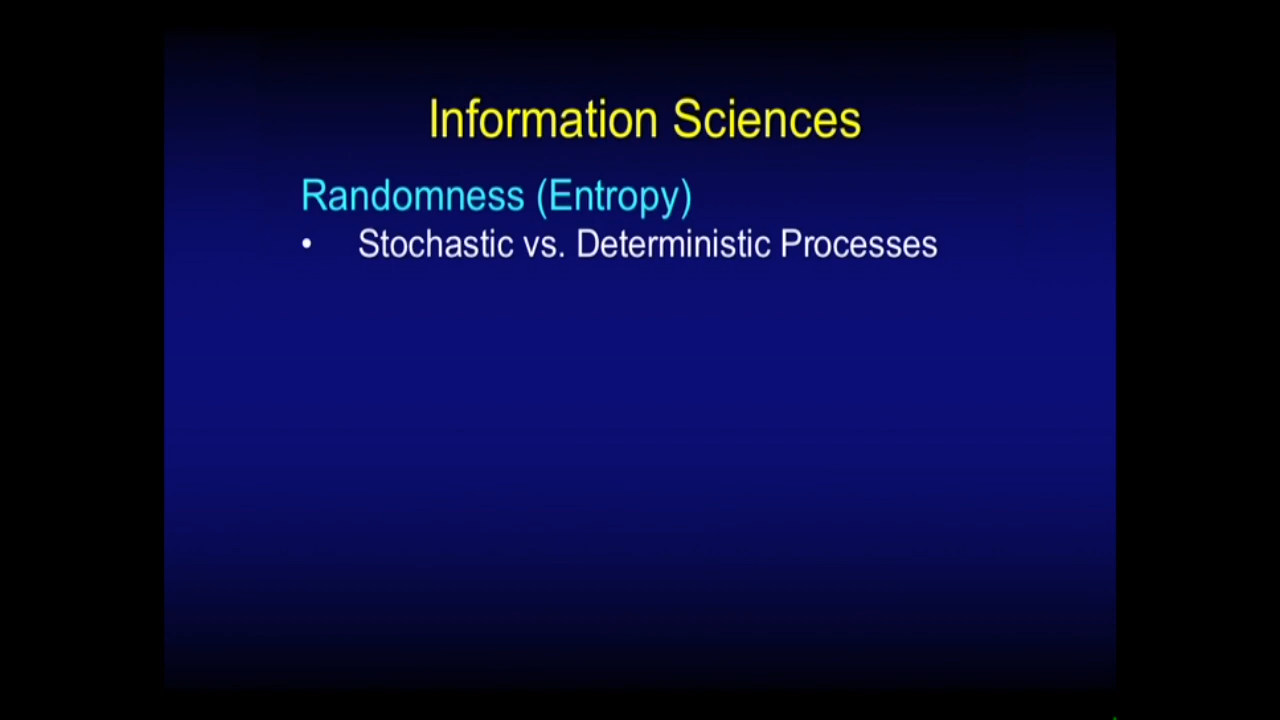 Information Sciences
Randomness (Entropy)
• Stochastic vs. Deterministic Processes